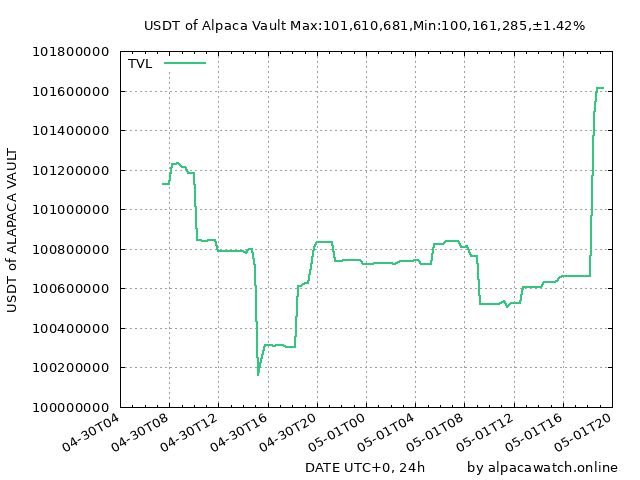 USDT of Alpaca Vault Max:101,610,681,Min:100,161,285,±1.42%
TVL
101800000
101600000
101400000
101200000
101000000
100800000
100600000
100400000
100200000
100000000
USDT of ALAPACA VAULT
04-30T04
04-30T08
04-30T12
04-30T16
04-30T20
05-01T00
05-01T04
05-01T08
05-01T12
05-01T16
05-01T20
DATE UTC+0, 24h
by alpacawatch.online